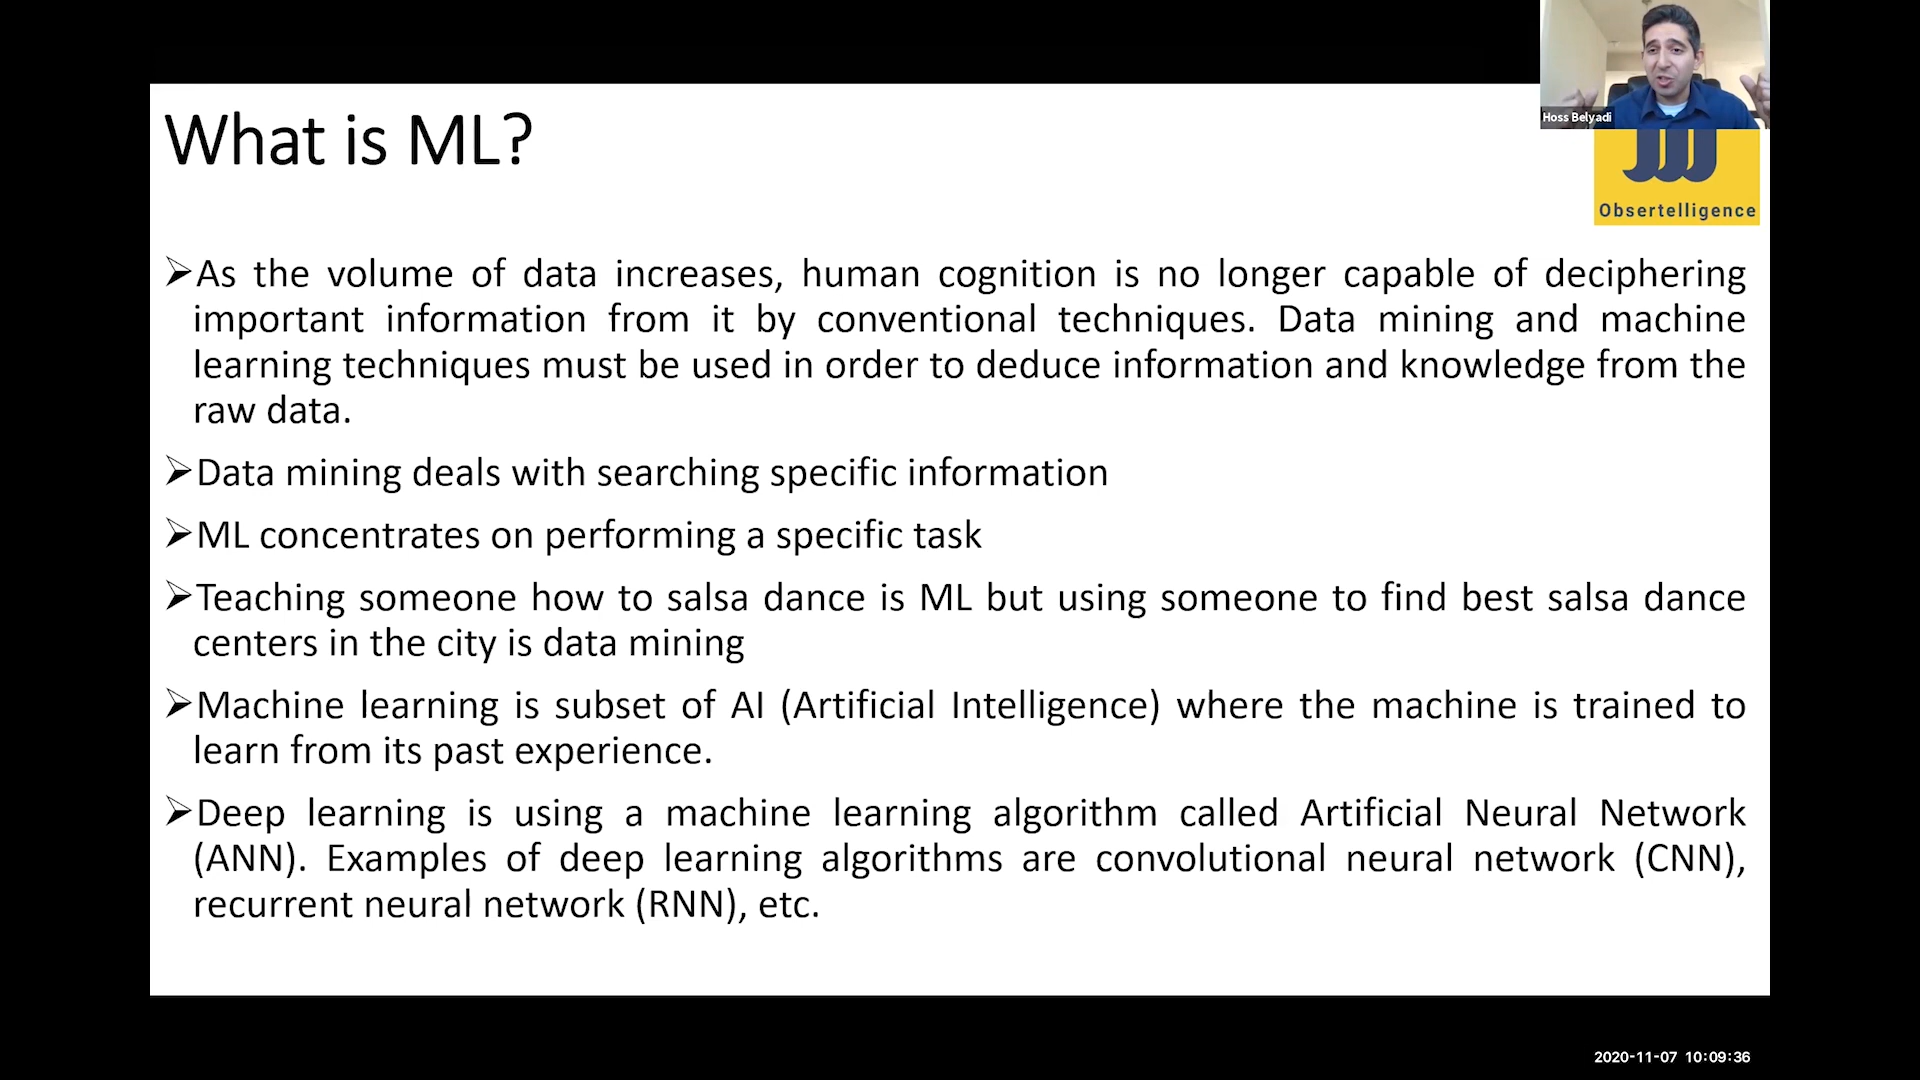 What is ML?
Hoss Belyadi
Obsertelligence
As the volume of data increases, human cognition is no longer capable of deciphering
important information from it by conventional techniques. Data mining and machine
learning techniques must be used in order to deduce information and knowledge from the
raw data.
Data mining deals with searching specific information
ML concentrates on performing a specific task
Teaching someone how to salsa dance is ML but using someone to find best salsa dance
centers in the city is data mining
Machine learning is subset of AI (Artificial Intelligence) where the machine is trained to
learn from its past experience.
Deep learning is using a machine learning algorithm called Artificial Neural Network
(ANN). Examples of deep learning algorithms are convolutional neural network (CNN),
recurrent neural network (RNN), etc.
2020-11-07 10:09:36